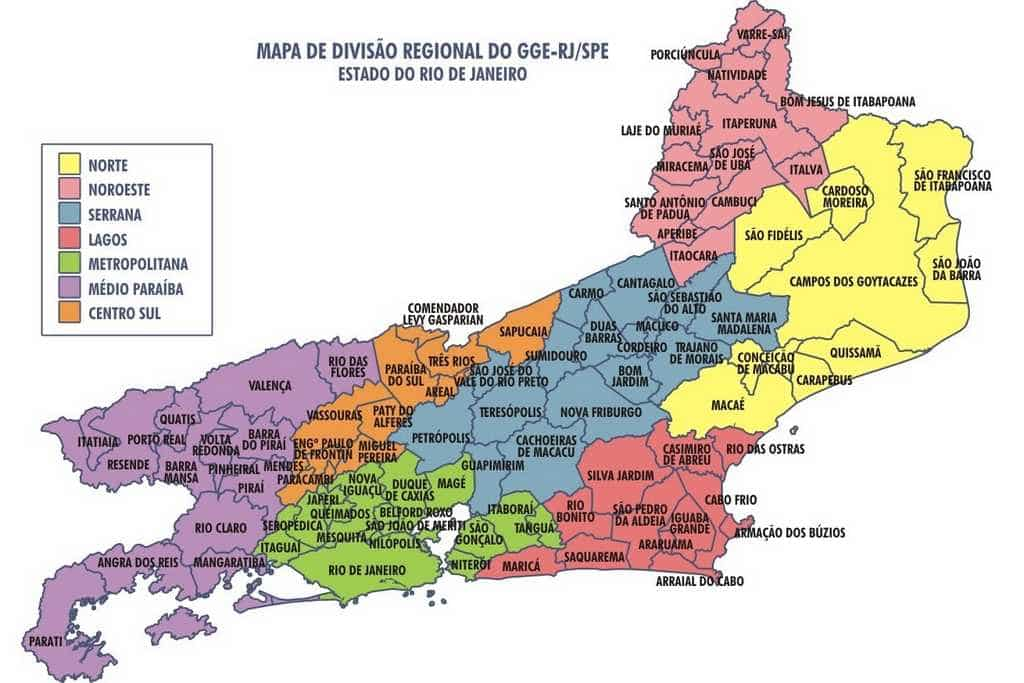 MAPA DE DIVISÃO REGIONAL DO GGE-RJ/SPE
ESTADO DO RIO DE JANEIRO
NORTE
NOROESTE
SERRANA
LAGOS
METROPOLITANA
MÉDIO PARAÍBA
CENTRO SUL
VARRE-SAI
PORCIÚNCULA
NATIVIDADE
BOM JESUS DE ITABAPOANA
LAJE DO MURIAÉ
ITAPERUNA
MIRACEMA
SÃO JOSÉ
DE UBÁ
ITALVA
SANTO ANTÔNIO
DE PADUA
CAMBUCI
APERIBE
ITAOCARA
CARDOSO
MOREIRA
SÃO FRANCISCO
DE ITABAPOANA
SÃO FIDÉLIS
SÃO JOÃO
DA BARRA
CAMPOS DOS GOYTACAZES
QUISSAMÃ
CONCEIÇÃO
DE MACABU
CARAPEBUS
MACAÉ
CANTAGALO
CARMO
SÃO SEBASTIÃO
DO ALTO
SANTA MARIA
MADALENA
DUAS
BARRAS
MACUCO
CORDEIRO
TRAJANO
DE MORAIS
SUMIDOURO
BOM
JARDIM
SÃO JOSÉ DO
VALE DO RIO PRETO
TERESÓPOLIS
NOVA FRIBURGO
PETRÓPOLIS
CACHOEIRAS
DE MACACU
GUAPIMIRIM
COMENDADOR
LEVY GASPARIAN
SAPUCAIA
TRÊS RIOS
PARAÍBA
DO SUL
AREAL
PATY DO
ALFERES
VASSOURAS
ENGº PAULO
DE FRONTIN
MIGUEL
PEREIRA
MENDES
PARACAMBI
RIO DAS
FLORES
VALENÇA
QUATIS
ITATIAIA
PORTO REAL
VOLTA
REDONDA
BARRA
DO PIRAÍ
RESENDE
BARRA
MANSA
PINHEIRAL
PIRAÍ
RIO CLARO
ANGRA DOS REIS
MANGARATIBA
PARATI
NOVA
IGUAÇU
DUQUE
DE CAXIAS
MAGÉ
JAPERI
QUEIMADOS
BELFORD ROXO
SEROPÉDICA
SÃO JOÃO DE MERITI
MESQUITA
NILÓPOLIS
ITAGUAÍ
RIO DE JANEIRO
ITABORAÍ
TANGUA
SÃO
GONÇALO
NITERÓI
CASIMIRO
DE ABREU
RIO DAS OSTRAS
SILVA JARDIM
CABO FRIO
RIO
BONITO
SÃO PEDRO
DA ALDEIA
IGUABA
GRANDE
ARMAÇÃO DOS BÚZIOS
ARARUAMA
SAQUAREMA
MARICÁ
ARRAIAL DO CABO